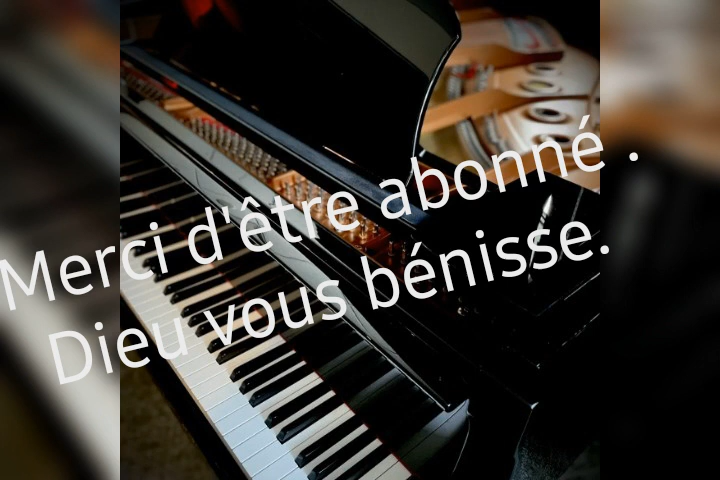 Merci d'être abonné .
Dieu vous bénisse.